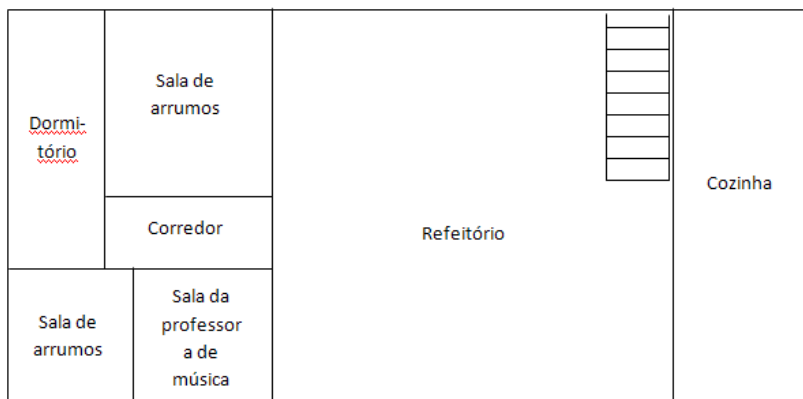 Sala de
arrumos
Dormi-
tório
Cozinha
Corredor
Refeitório
Sala de
arrumos
Sala da
professor
a de
música